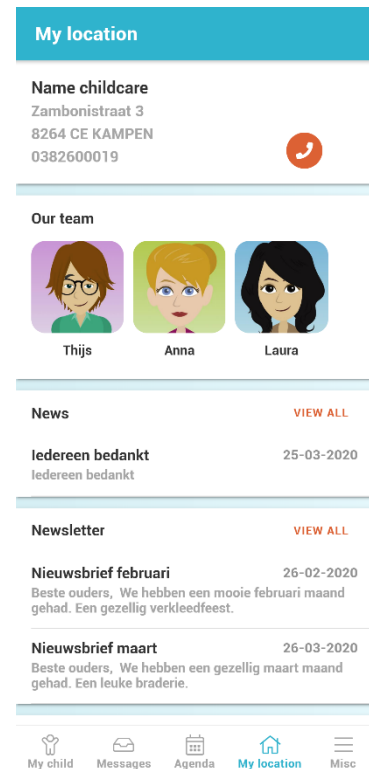 My location
Name childcare
Zambonistraat 3
8264 CE KAMPEN
0382600019
Our team
Thijs Anna Laura
News VIEW ALL
Iedereen bedankt 25-03-2020
Iedereen bedankt
Newsletter VIEW ALL
Nieuwsbrief februari 26-02-2020
Beste ouders, We hebben een mooie februari maand
gehad. Een gezellig verkleedfeest.
Nieuwsbrief maart 26-03-2020
Beste ouders, We hebben een gezellig maart maand
gehad. Een leuke braderie.
My child Messages Agenda My location Misc